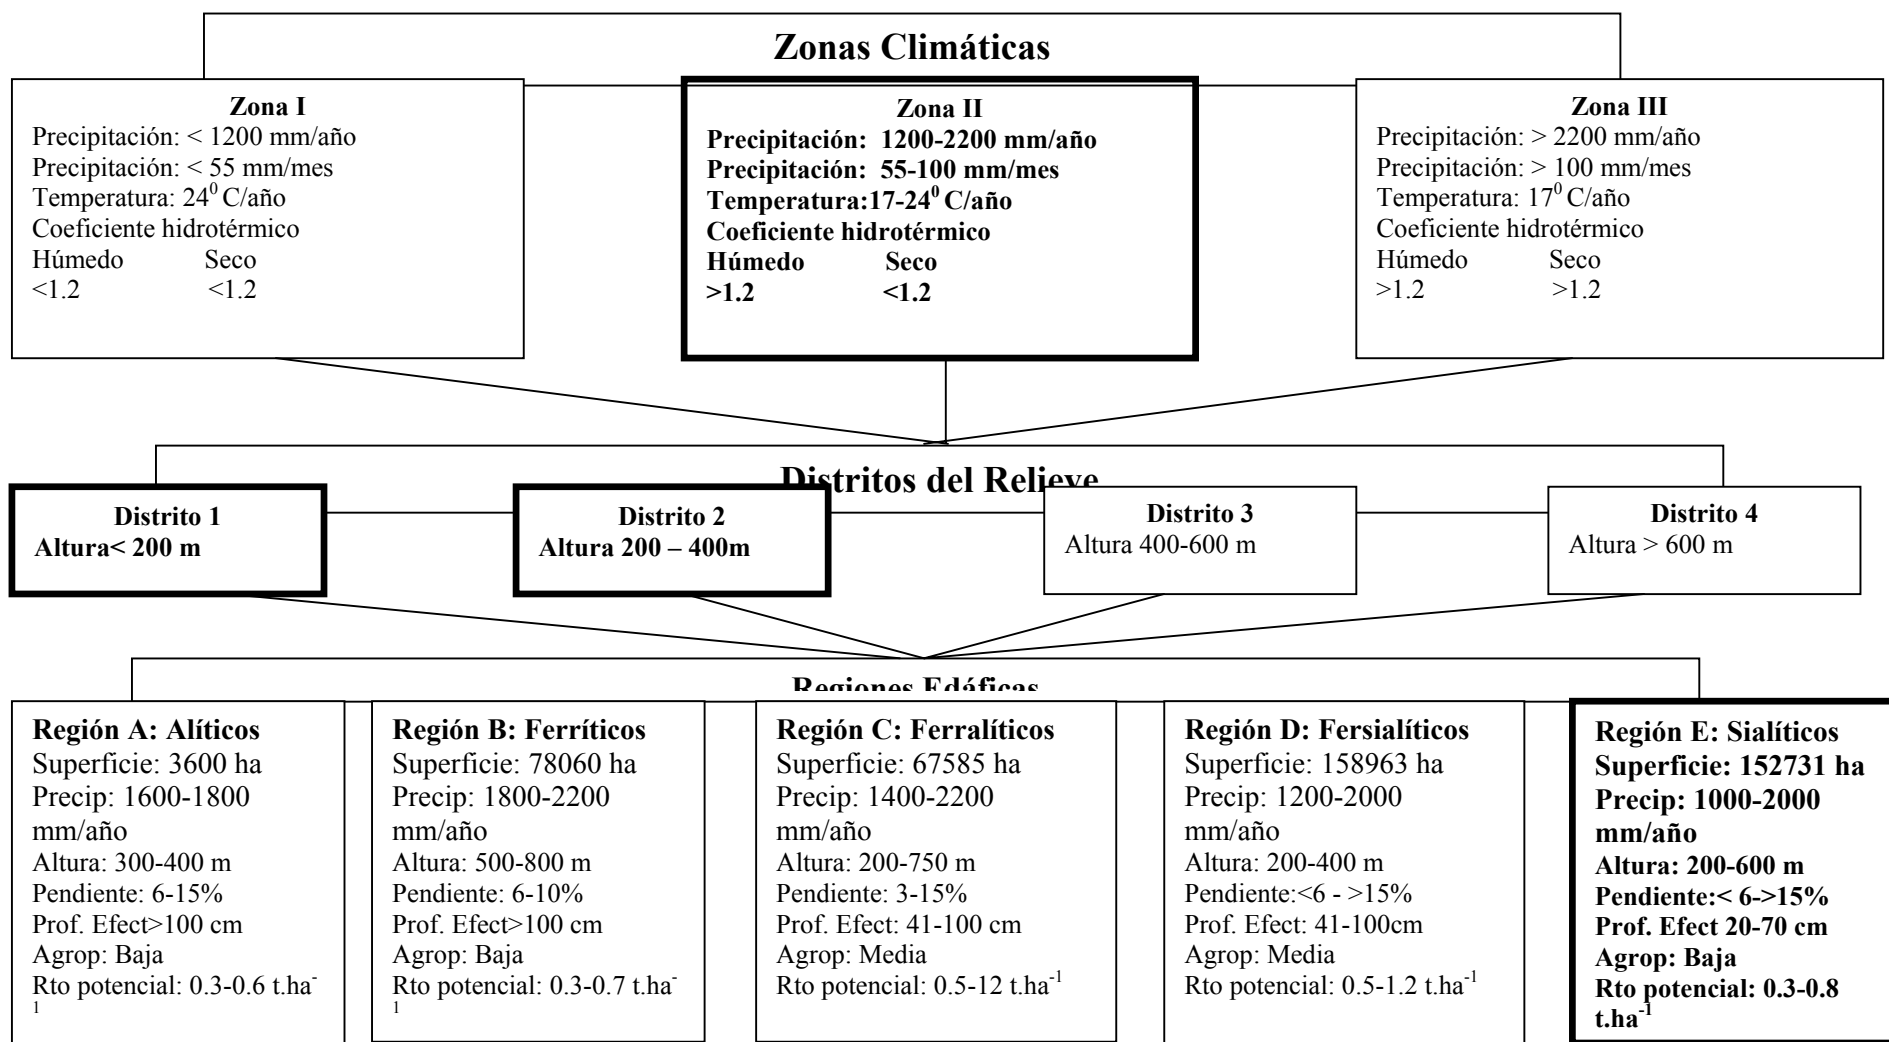 Zonas Climáticas
Zona I
Precipitación: < 1200 mm/año
Precipitación: < 55 mm/mes
Temperatura: 24⁰ C/año
Coeficiente hidrotérmico
Húmedo Seco
<1.2 <1.2
Zona II
Precipitación: 1200-2200 mm/año
Precipitación: 55-100 mm/mes
Temperatura:17-24⁰ C/año
Coeficiente hidrotérmico
Húmedo Seco
>1.2 <1.2
Zona III
Precipitación: > 2200 mm/año
Precipitación: > 100 mm/mes
Temperatura: 17⁰ C/año
Coeficiente hidrotérmico
Húmedo Seco
>1.2 >1.2
Distritos del Relieve
Distrito 1
Altura< 200 m
Distrito 2
Altura 200 – 400m
Distrito 3
Altura 400-600 m
Distrito 4
Altura > 600 m
Regiones Edáficas
Región A: Alíticos
Superficie: 3600 ha
Precip: 1600-1800
mm/año
Altura: 300-400 m
Pendiente: 6-15%
Prof. Efect>100 cm
Agrop: Baja
Rto potencial: 0.3-0.6 t.ha⁻
¹
Región B: Ferríticos
Superficie: 78060 ha
Precip: 1800-2200
mm/año
Altura: 500-800 m
Pendiente: 6-10%
Prof. Efect>100 cm
Agrop: Baja
Rto potencial: 0.3-0.7 t.ha⁻
¹
Región C: Ferralíticos
Superficie: 67585 ha
Precip: 1400-2200
mm/año
Altura: 200-750 m
Pendiente: 3-15%
Prof. Efect: 41-100 cm
Agrop: Media
Rto potencial: 0.5-12 t.ha⁻¹
Región D: Fersialíticos
Superficie: 158963 ha
Precip: 1200-2000
mm/año
Altura: 200-400 m
Pendiente:<6 - >15%
Prof. Efect: 41-100cm
Agrop: Media
Rto potencial: 0.5-1.2 t.ha⁻¹
Región E: Sialíticos
Superficie: 152731 ha
Precip: 1000-2000
mm/año
Altura: 200-600 m
Pendiente:< 6->15%
Prof. Efect 20-70 cm
Agrop: Baja
Rto potencial: 0.3-0.8
t.ha⁻¹